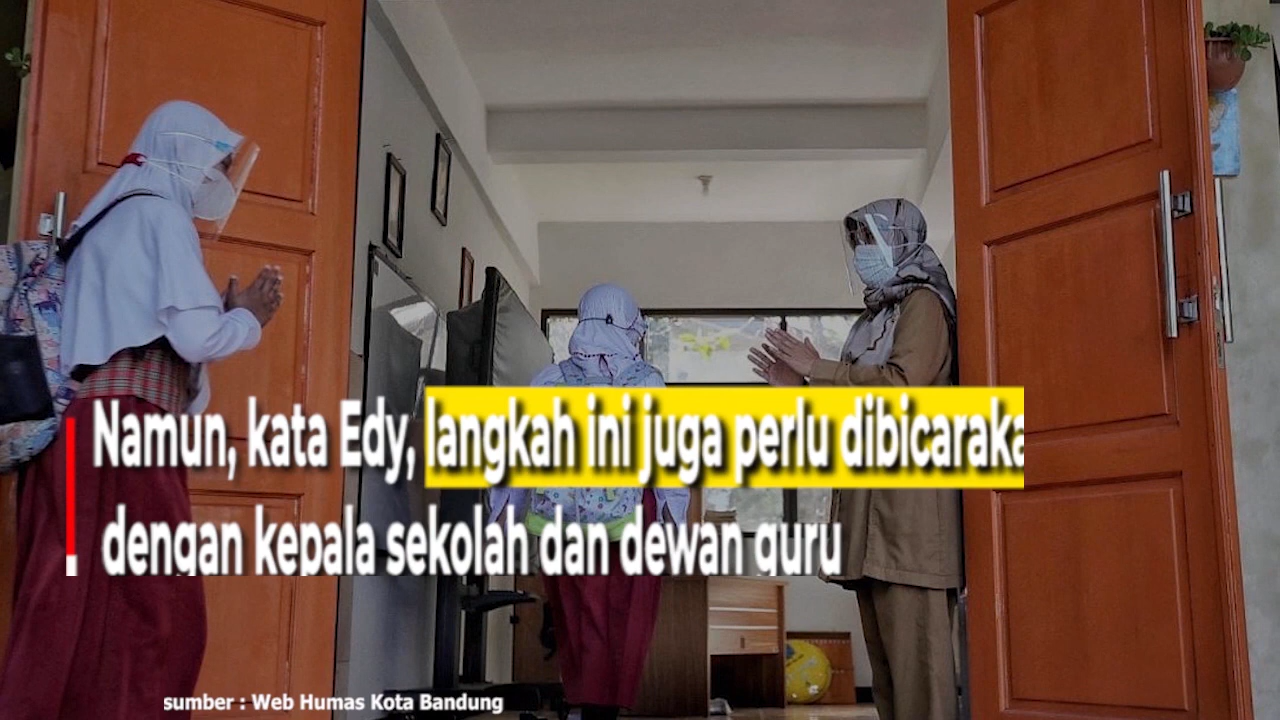 Namun, kata Edy, langkah ini juga perlu dibicaraka
dengan kepala sekolah dan dewan guru
sumber : Web Humas Kota Bandung